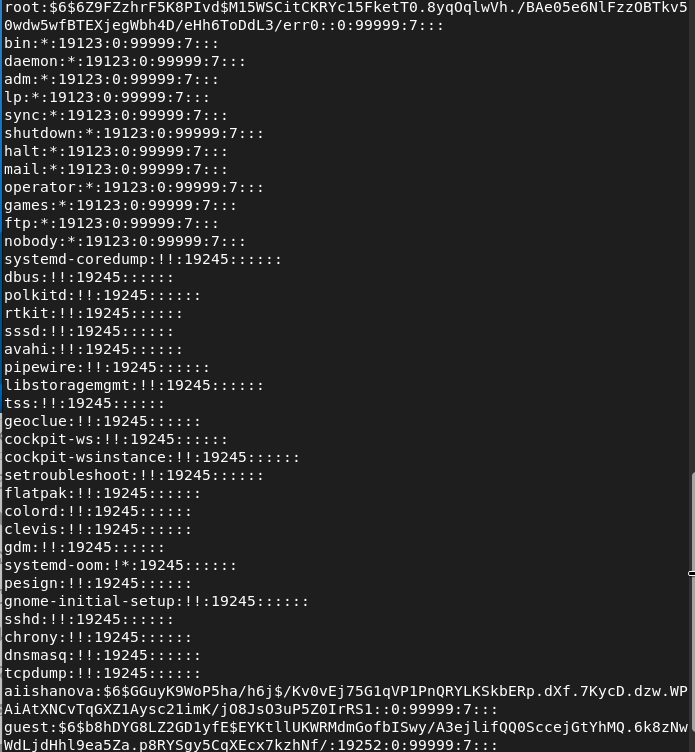 root:$6$6Z9FZzhrF5K8PIvd$M15WSCitCKRYc15FketT0.8yqOqlwVh./BAe05e6NlFzzOBTkv5
0wdw5wfBTEXjegWbh4D/eHh6ToDdL3/err0::0:99999:7:::
bin:*:19123:0:99999:7:::
daemon:*:19123:0:99999:7:::
adm:*:19123:0:99999:7:::
lp:*:19123:0:99999:7:::
sync:*:19123:0:99999:7:::
shutdown:*:19123:0:99999:7:::
halt:*:19123:0:99999:7:::
mail:*:19123:0:99999:7:::
operator:*:19123:0:99999:7:::
games:*:19123:0:99999:7:::
ftp:*:19123:0:99999:7:::
nobody:*:19123:0:99999:7:::
systemd-coredump:!!:19245::::::
dbus:!!:19245::::::
polkitd:!!:19245::::::
rtkit:!!:19245::::::
sssd:!!:19245::::::
avahi:!!:19245::::::
pipewire:!!:19245::::::
libstoragemgmt:!!:19245::::::
tss:!!:19245::::::
geoclue:!!:19245::::::
cockpit-ws:!!:19245::::::
cockpit-wsinstance:!!:19245::::::
setroubleshoot:!!:19245::::::
flatpak:!!:19245::::::
colord:!!:19245::::::
clevis:!!:19245::::::
gdm:!!:19245::::::
systemd-oom:!*:19245::::::
pesign:!!:19245::::::
gnome-initial-setup:!!:19245::::::
sshd:!!:19245::::::
chrony:!!:19245::::::
dnsmasq:!!:19245::::::
tcpdump:!!:19245::::::
aiishanova:$6$GGuyK9WoP5ha/h6j$/Kv0vEj75G1qVP1PnQRYLKSkbERp.dXf.7KycD.dzw.WP
AiAtXNCvTqGXZ1Aysc21imK/jO8JsO3uP5Z0IrRS1::0:99999:7:::
guest:$6$b8hDYG8LZ2GD1yfE$EYKtllUKWRMdmGofbISwy/A3ejlifQQ0SccejGtYhMQ.6k8zNw
WdLjdHhl9ea5Za.p8RYSgy5CqXEcx7kzhNf/:19252:0:99999:7:::